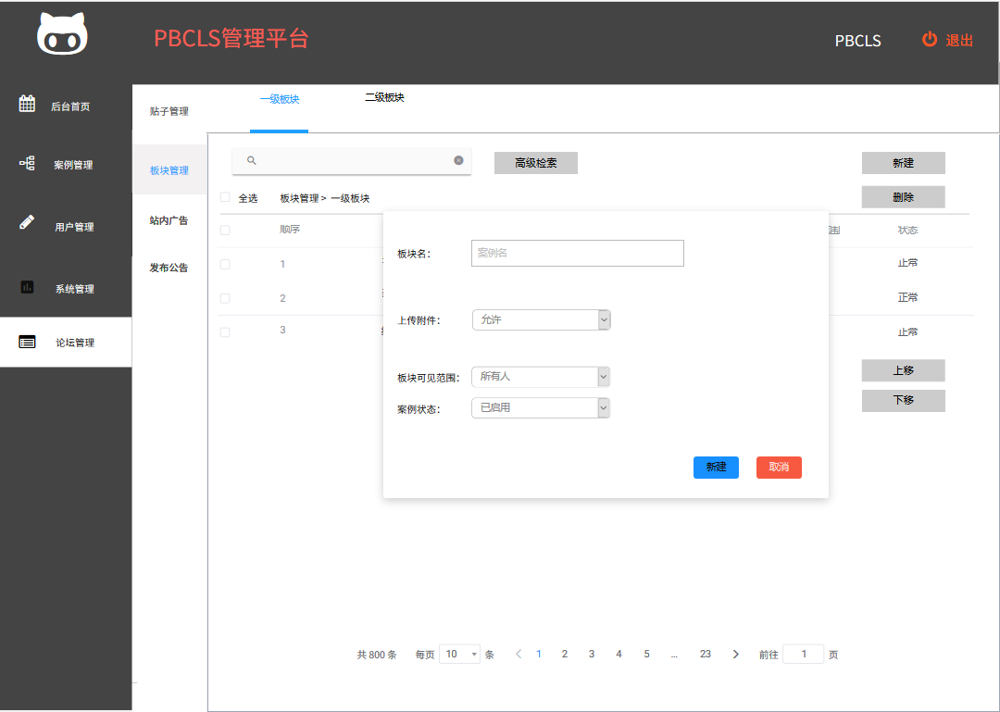 PBCLS管理平台
PBCLS
退出
后台首页
案例管理
用户管理
系统管理
论坛管理
贴子管理
板块管理
站内广告
发布公告
一级板块
二级板块
高级检索
新建
删除
全选
板块管理 > 一级板块
顺序
状态
1
正常
2
正常
3
正常
板块名：
案例名
上传附件：
允许
板块可见范围：
所有人
案例状态：
已启用
新建
取消
上移
下移
共 800 条
每页 10 条
1 2 3 4 5 ... 23
前往 1 页